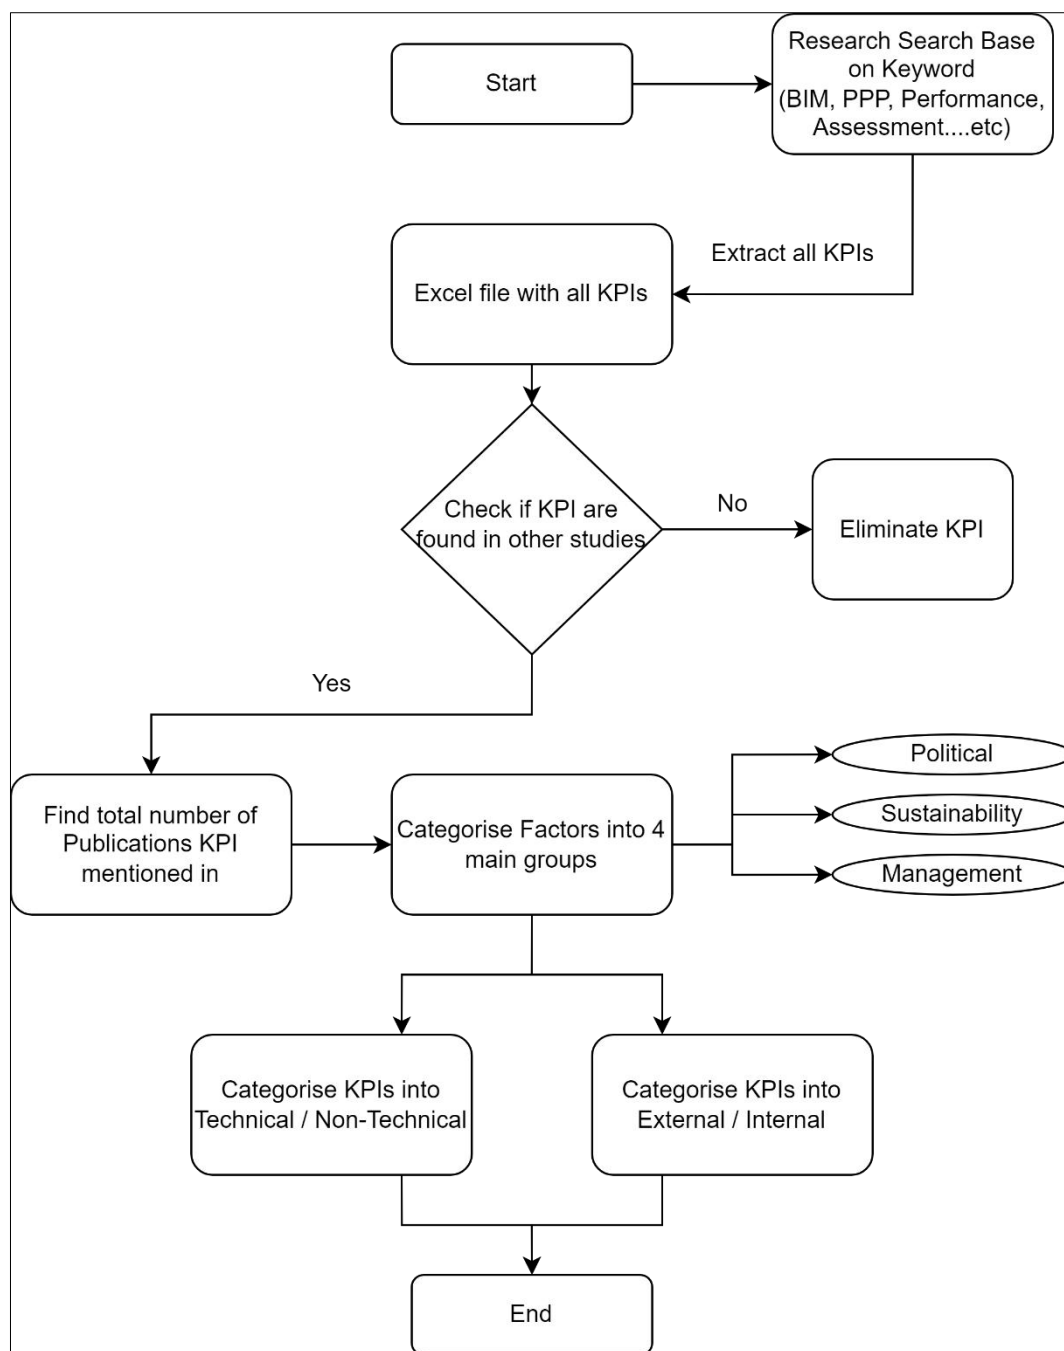 Start
Research Search Base
on Keyword
(BIM, PPP, Performance,
Assessment....etc)
Extract all KPIs
Excel file with all KPIs
Check if KPI are
found in other studies
No
Eliminate KPI
Yes
Find total number of
Publications KPI
mentioned in
Categorise Factors into 4
main groups
Political
Sustainability
Management
Categorise KPIs into
Technical / Non-Technical
Categorise KPIs into
External / Internal
End